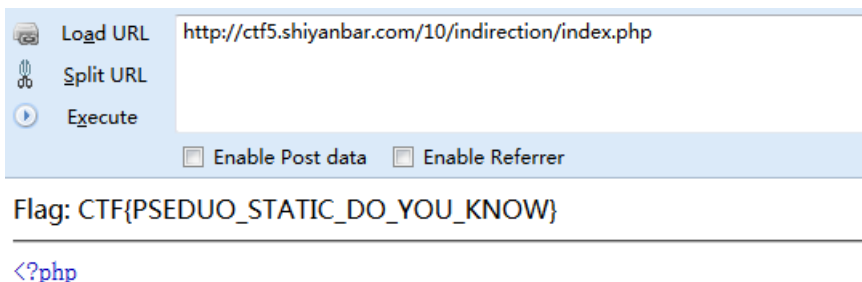 Load URL http://ctf5.shiyanbar.com/10/indirection/index.php
Split URL
Execute
Enable Post data Enable Referrer
Flag: CTF{PSEDUO_STATIC_DO_YOU_KNOW}
<?php